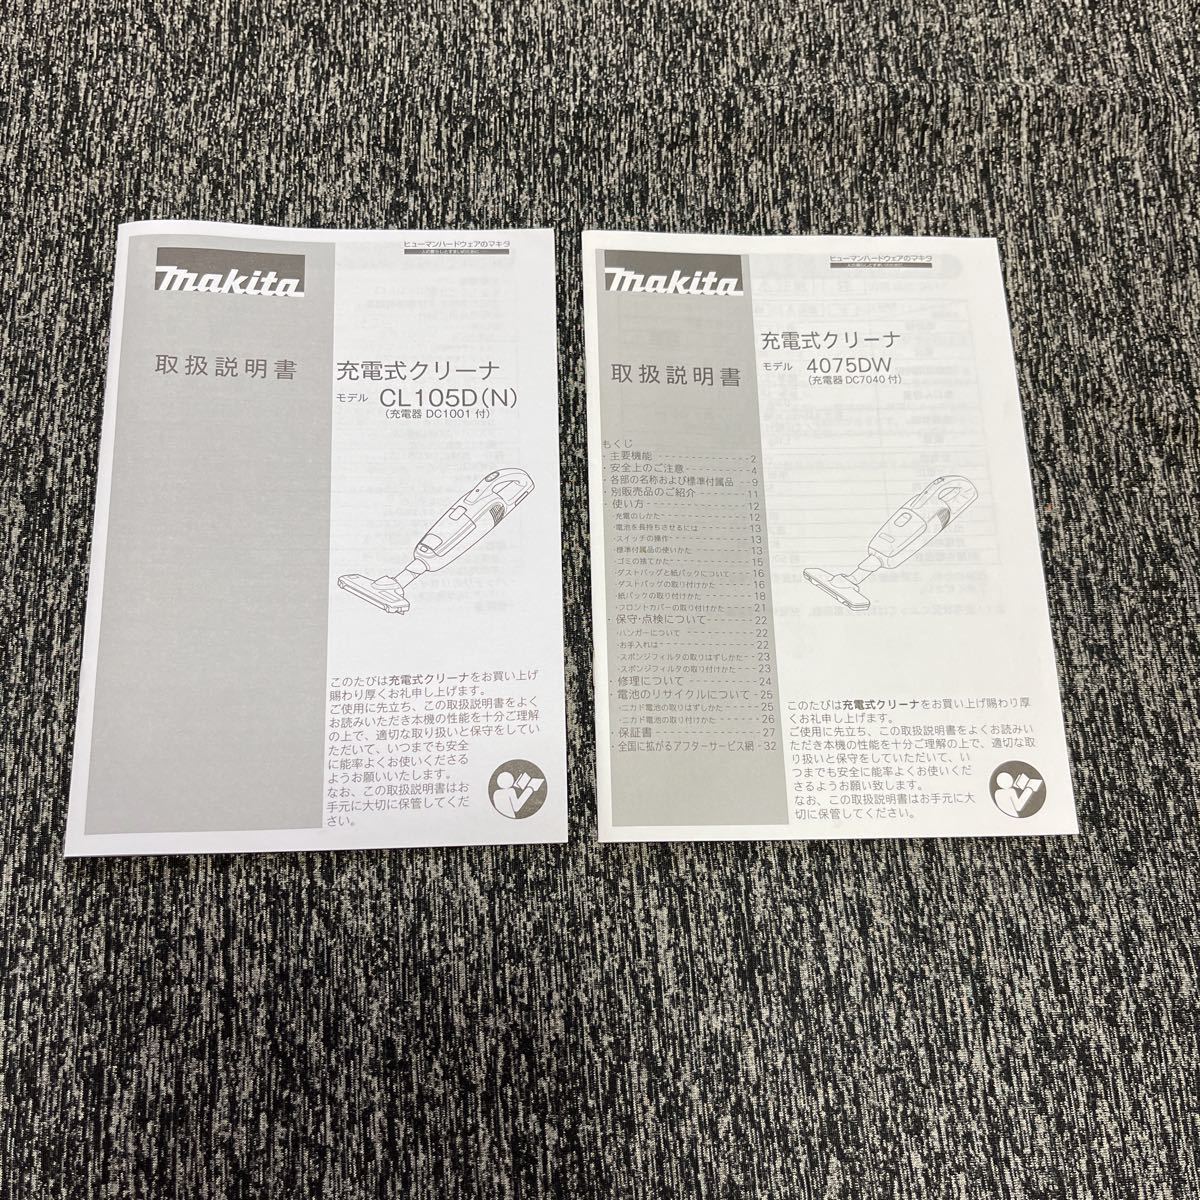 ヒューマンハードウェアのマキタ
人の暮らしとすまいのために
makita
取扱説明書
充電式クリーナ
モデル CL105D(N)
(充電器 DC1001 付)
このたびは充電式クリーナをお買い上げ
賜わり厚くお礼申し上げます。
ご使用に先立ち、この取扱説明書をよく
お読みいただき本機の性能を十分ご理解
の上で、適切な取り扱いと保守をしてい
ただいて、いつまでも安全
に能率よくお使いくださる
ようお願いいたします。
なお、この取扱説明書はお
手元に大切に保管してくだ
さい。
ヒューマンハードウェアのマキタ
人の暮らしとすまいのために
makita
取扱説明書
充電式クリーナ
モデル 4075DW
(充電器 DC7040 付)
もくじ
・主要機能-----------2
・安全上のご注意---------4
・各部の名称および標準付属品--9
・別販売品のご紹介-------11
・使い方-------------12
・充電のしかた-----------12
・電池を長持ちさせるには------13
・スイッチの操作----------13
・標準付属品の使いかた-------13
・ゴミの捨てかた----------15
・ダストバッグと紙パックについて---16
・ダストバッグの取り付けかた----16
・紙パックの取り付けかた------18
・フロントカバーの取り付けかた---21
・保守・点検について------22
・ハンガーについて---------22
・お手入れは------------22
・スポンジフィルタの取りはずしかた--23
・スポンジフィルタの取り付けかた--23
・修理について---------24
・電池のリサイクルについて-25
・ニカド電池の取りはずしかた----25
・ニカド電池の取り付けかた-----26
・保証書------------27
・全国に拡がるアフターサービス網-32
このたびは充電式クリーナをお買い上げ賜わり厚
くお礼申し上げます。
ご使用に先立ち、この取扱説明書をよくお読みい
ただき本機の性能を十分ご理解の上で、適切な取
り扱いと保守をしていただいて、い
つまでも安全に能率よくお使いくだ
さるようお願い致します。
なお、この取扱説明書はお手元に大
切に保管してください。